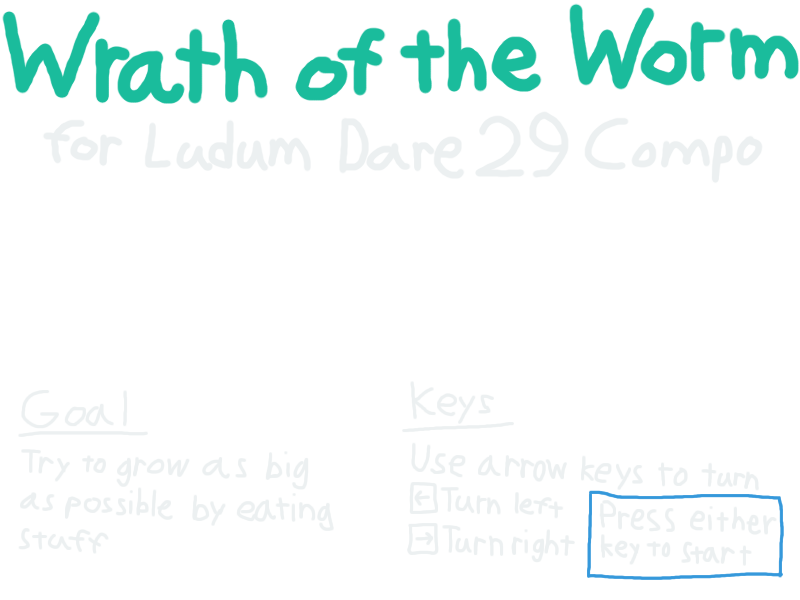 Wrath of the Worm
for Ludum Dare 29 Compo
Goal
Try to grow as big
as possible by eating
stuff
Keys
Use arrow keys to turn
← Turn left
→ Turn right
Press either
key to start